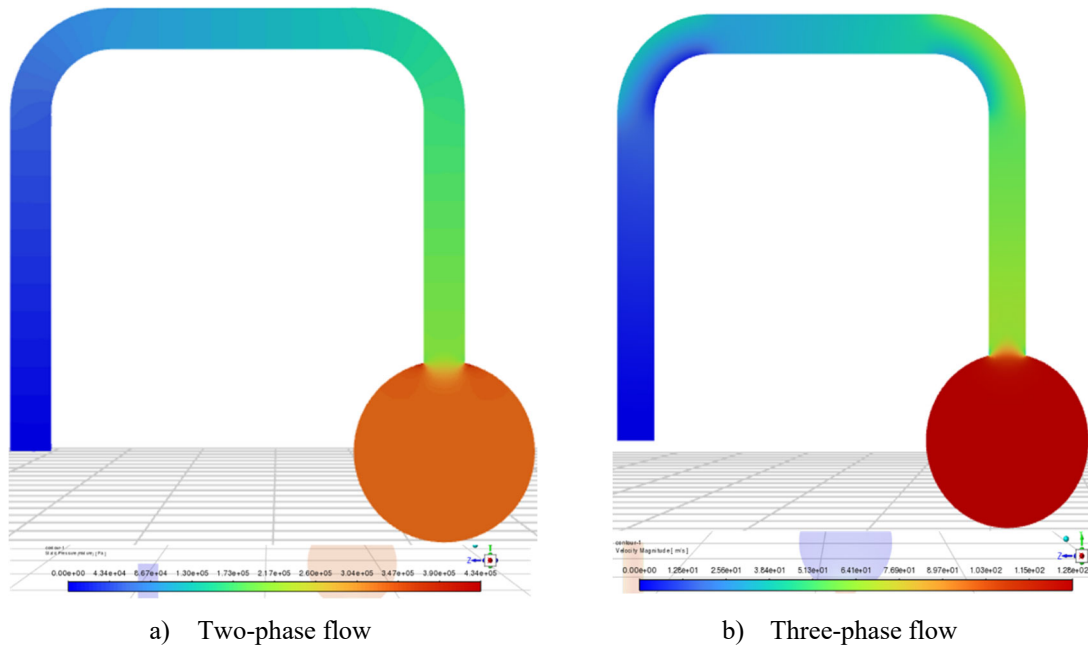 contour-1
Static Pressure (mixture) [ Pa ]
0.00e+00 4.34e+04 8.67e+04 1.30e+05 1.73e+05 2.17e+05 2.60e+05 3.04e+05 3.47e+05 3.90e+05 4.34e+05
Z
a) Two-phase flow
contour-1
Velocity Magnitude [ m/s ]
0.00e+00 1.28e+01 2.56e+01 3.84e+01 5.13e+01 6.41e+01 7.69e+01 8.97e+01 1.03e+02 1.15e+02 1.28e+02
Z
b) Three-phase flow